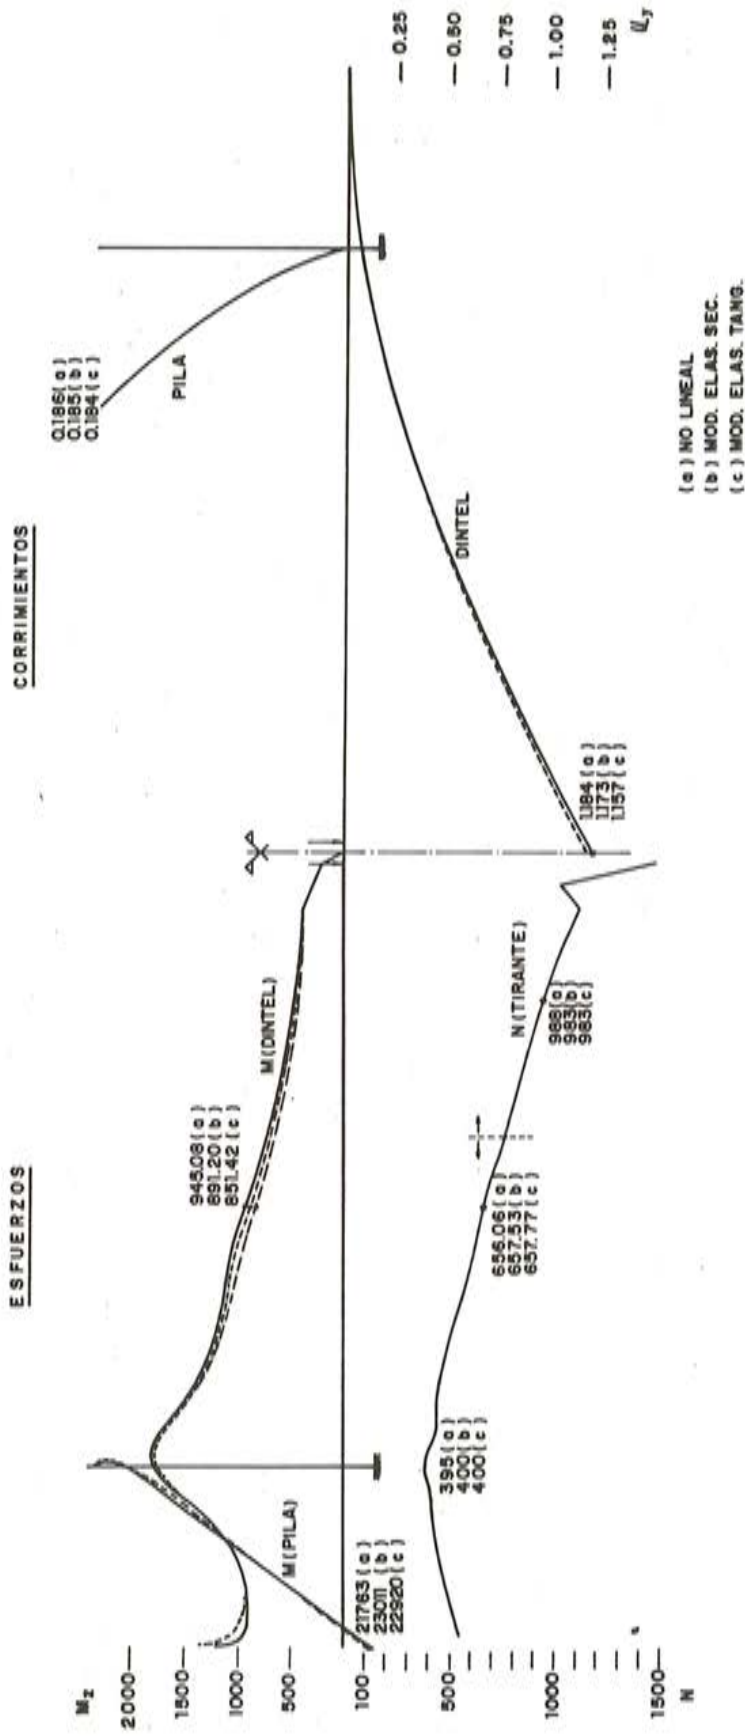 ESFUERZOS
CORRIMIENTOS
M z
2000
1500
1000
500
100
500
1000
1500
N
M(PILA)
21763(a)
23011 (b)
22920(c)
395(a)
400(b)
400(c)
945.08(a)
891.20(b)
851.42(c)
M(DINTEL)
656.06(a)
657.53(b)
657.77(c)
N(TIRANTE)
988(a)
983(b)
983(c)
0.186(a)
0.185(b)
0.184(c)
PILA
DINTEL
1.184(a)
1.173(b)
1.157(c)
0.25
0.50
0.75
1.00
1.25
(a) NO LINEAL
(b) MOD. ELAS. SEC.
(c) MOD. ELAS. TANG.